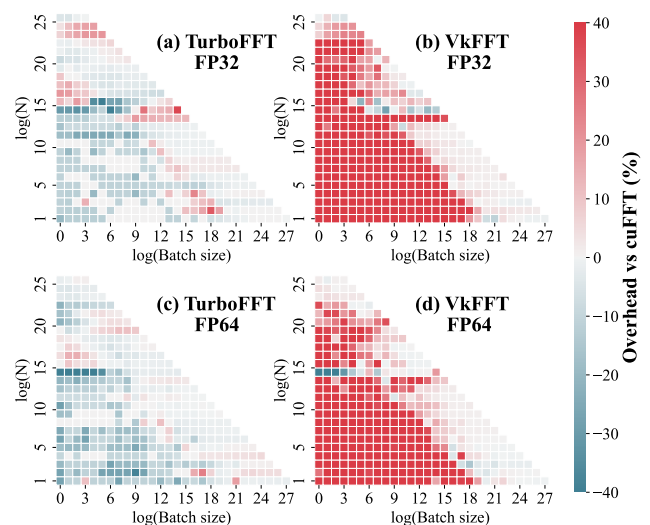 (a) TurboFFT
FP32
25
20
15
10
5
1
log(N)
0 3 6 9 12 15 18 21 24 27
log(Batch size)
(b) VkFFT
FP32
25
20
15
10
5
1
log(N)
0 3 6 9 12 15 18 21 24 27
log(Batch size)
(c) TurboFFT
FP64
25
20
15
10
5
1
log(N)
0 3 6 9 12 15 18 21 24 27
log(Batch size)
(d) VkFFT
FP64
25
20
15
10
5
1
log(N)
0 3 6 9 12 15 18 21 24 27
log(Batch size)
40
30
20
10
0
−10
−20
−30
−40
Overhead vs cuFFT (%)